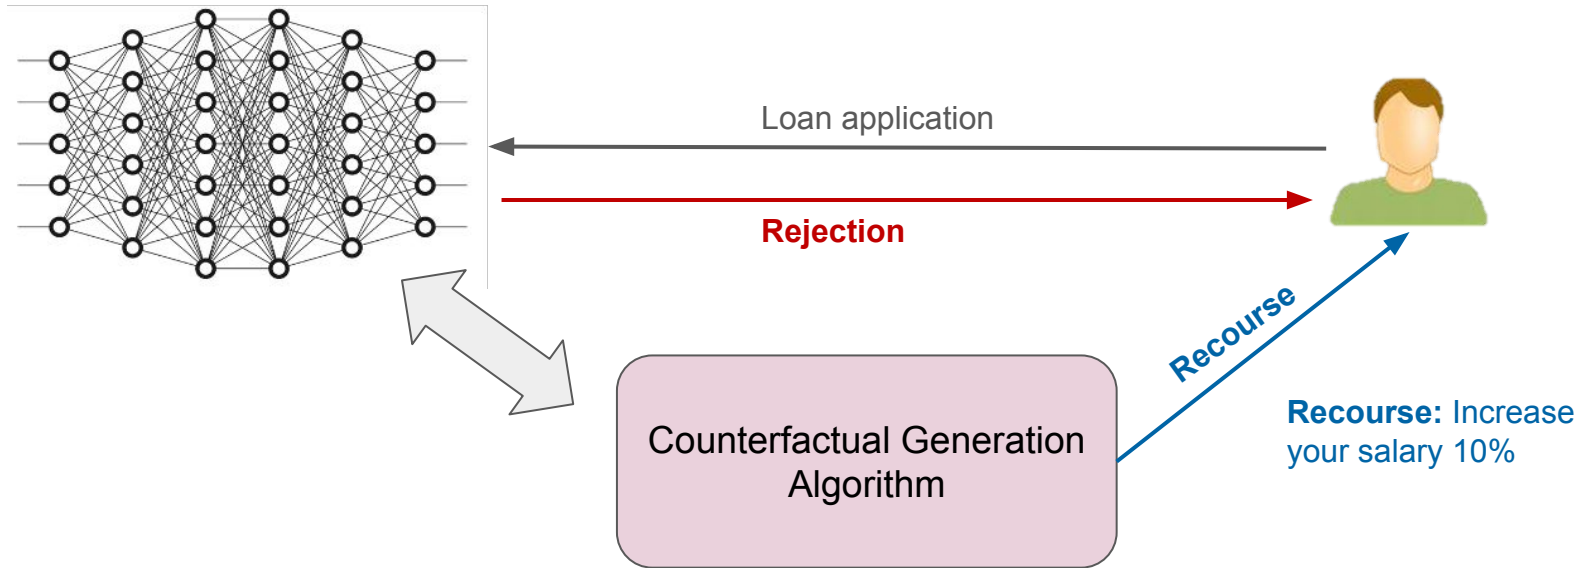 Loan application
Rejection
Recourse
Counterfactual Generation
Algorithm
Recourse: Increase
your salary 10%